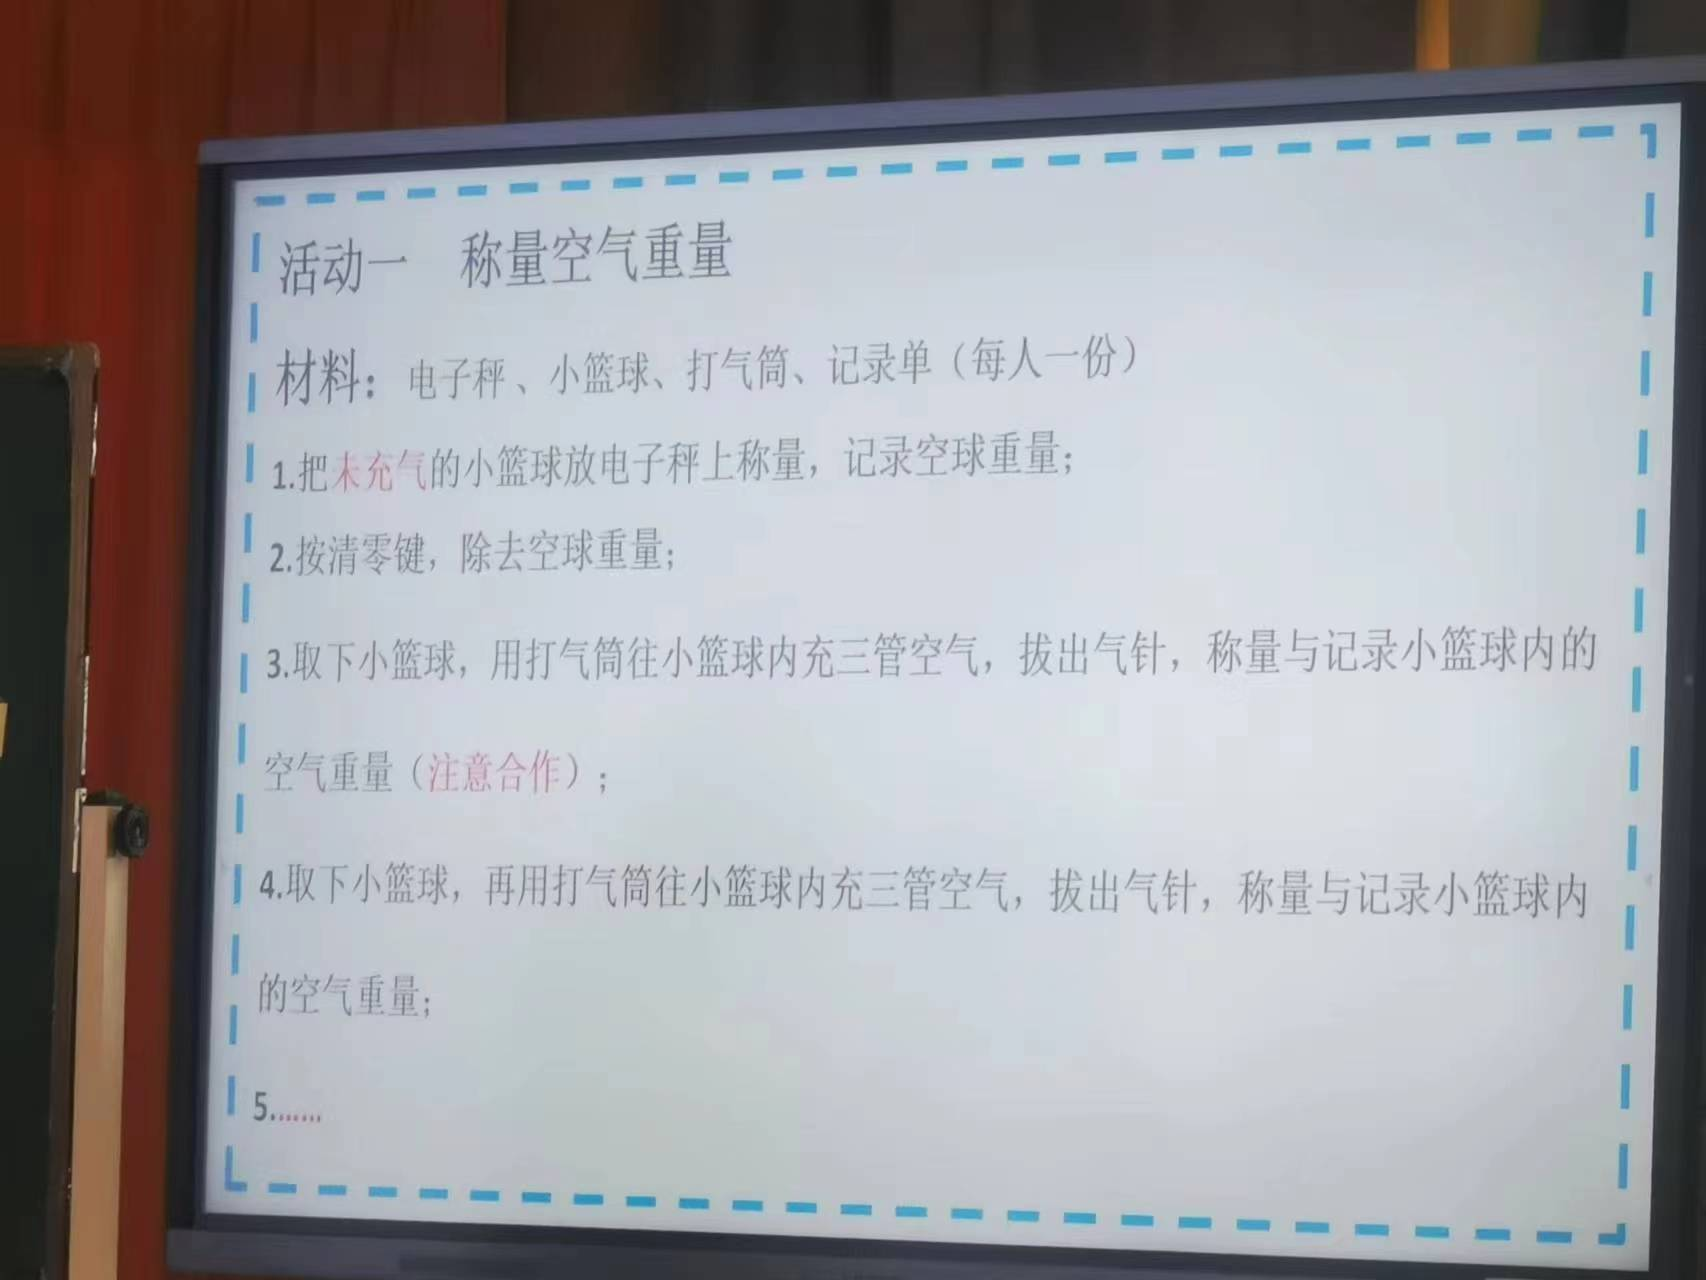 活动一 称量空气重量
材料：电子秤、小篮球、打气筒、记录单（每人一份）
1.把未充气的小篮球放电子秤上称量，记录空球重量；
2.按清零键，除去空球重量；
3.取下小篮球，用打气筒往小篮球内充三管空气，拔出气针，称量与记录小篮球内的
空气重量（注意合作）；
4.取下小篮球，再用打气筒往小篮球内充三管空气，拔出气针，称量与记录小篮球内
的空气重量；
5.……